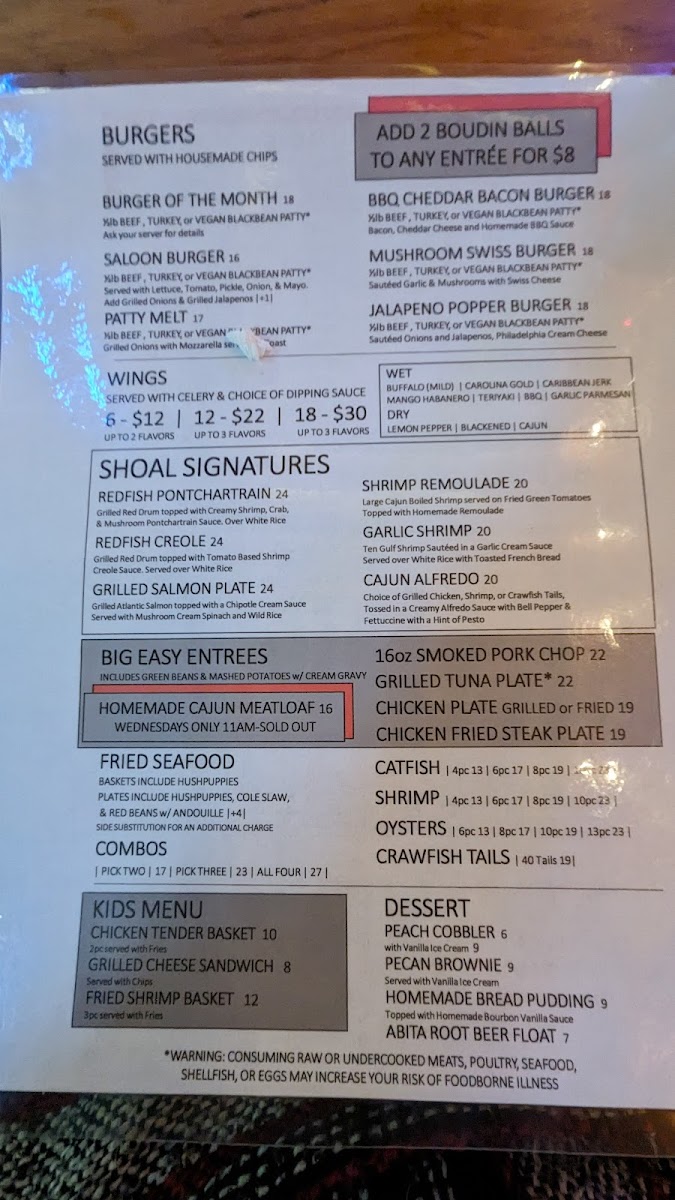 BURGERS
SERVED WITH HOUSEMADE CHIPS
ADD 2 BOUDIN BALLS
TO ANY ENTRÉE FOR $8
BURGER OF THE MONTH 18
½lb BEEF, TURKEY, or VEGAN BLACKBEAN PATTY*
Ask your server for details
SALOON BURGER 16
½lb BEEF, TURKEY, or VEGAN BLACKBEAN PATTY*
Served with Lettuce, Tomato, Pickle, Onion, & Mayo.
Add Grilled Onions & Grilled Jalapenos |+1|
PATTY MELT 17
½lb BEEF, TURKEY, or VEGAN PATTY*
Grilled Onions with Mozzarella
BBQ CHEDDAR BACON BURGER 18
½lb BEEF, TURKEY, or VEGAN BLACKBEAN PATTY*
Bacon, Cheddar Cheese and Homemade BBQ Sauce
MUSHROOM SWISS BURGER 18
½lb BEEF, TURKEY, or VEGAN BLACKBEAN PATTY*
Sautéed Garlic & Mushrooms with Swiss Cheese
JALAPENO POPPER BURGER 18
½lb BEEF, TURKEY, or VEGAN BLACKBEAN PATTY*
Sautéed Onions and Jalapenos, Philadelphia Cream Cheese
WINGS
SERVED WITH CELERY & CHOICE OF DIPPING SAUCE
6 - $12 | 12 - $22 | 18 - $30
UP TO 2 FLAVORS UP TO 3 FLAVORS UP TO 3 FLAVORS
WET
BUFFALO (MILD) | CAROLINA GOLD | CARIBBEAN JERK
MANGO HABANERO | TERIYAKI | BBQ | GARLIC PARMESAN
DRY
LEMON PEPPER | BLACKENED | CAJUN
SHOAL SIGNATURES
REDFISH PONTCHARTRAIN 24
Grilled Red Drum topped with Creamy Shrimp, Crab,
& Mushroom Pontchartrain Sauce. Over White Rice
REDFISH CREOLE 24
Grilled Red Drum topped with Tomato Based Shrimp
Creole Sauce. Served over White Rice
GRILLED SALMON PLATE 24
Grilled Atlantic Salmon topped with a Chipotle Cream Sauce
Served with Mushroom Cream Spinach and Wild Rice
SHRIMP REMOULADE 20
Large Cajun Boiled Shrimp served on Fried Green Tomatoes
Topped with Homemade Remoulade
GARLIC SHRIMP 20
Ten Gulf Shrimp Sautéed in a Garlic Cream Sauce
Served over White Rice with Toasted French Bread
CAJUN ALFREDO 20
Choice of Grilled Chicken, Shrimp, or Crawfish Tails,
Tossed in a Creamy Alfredo Sauce with Bell Pepper &
Fettuccine with a Hint of Pesto
BIG EASY ENTREES
INCLUDES GREEN BEANS & MASHED POTATOES w/ CREAM GRAVY
HOMEMADE CAJUN MEATLOAF 16
WEDNESDAYS ONLY 11AM-SOLD OUT
16oz SMOKED PORK CHOP 22
GRILLED TUNA PLATE* 22
CHICKEN PLATE GRILLED or FRIED 19
CHICKEN FRIED STEAK PLATE 19
FRIED SEAFOOD
BASKETS INCLUDE HUSHPUPPIES
PLATES INCLUDE HUSHPUPPIES, COLE SLAW,
& RED BEANS w/ ANDOUILLE |+4|
SIDE SUBSTITUTION FOR AN ADDITIONAL CHARGE
COMBOS
| PICK TWO | 17 | PICK THREE | 23 | ALL FOUR | 27 |
CATFISH | 4pc 13 | 6pc 17 | 8pc 19 |
SHRIMP | 4pc 13 | 6pc 17 | 8pc 19 | 10pc 23 |
OYSTERS | 6pc 13 | 8pc 17 | 10pc 19 | 13pc 23 |
CRAWFISH TAILS | 40 Tails 19|
KIDS MENU
CHICKEN TENDER BASKET 10
2pc served with Fries
GRILLED CHEESE SANDWICH 8
Served with Chips
FRIED SHRIMP BASKET 12
3pc served with Fries
DESSERT
PEACH COBBLER 6
with Vanilla Ice Cream 9
PECAN BROWNIE 9
Served with Vanilla Ice Cream
HOMEMADE BREAD PUDDING 9
Topped with Homemade Bourbon Vanilla Sauce
ABITA ROOT BEER FLOAT 7
*WARNING: CONSUMING RAW OR UNDERCOOKED MEATS, POULTRY, SEAFOOD,
SHELLFISH, OR EGGS MAY INCREASE YOUR RISK OF FOODBORNE ILLNESS